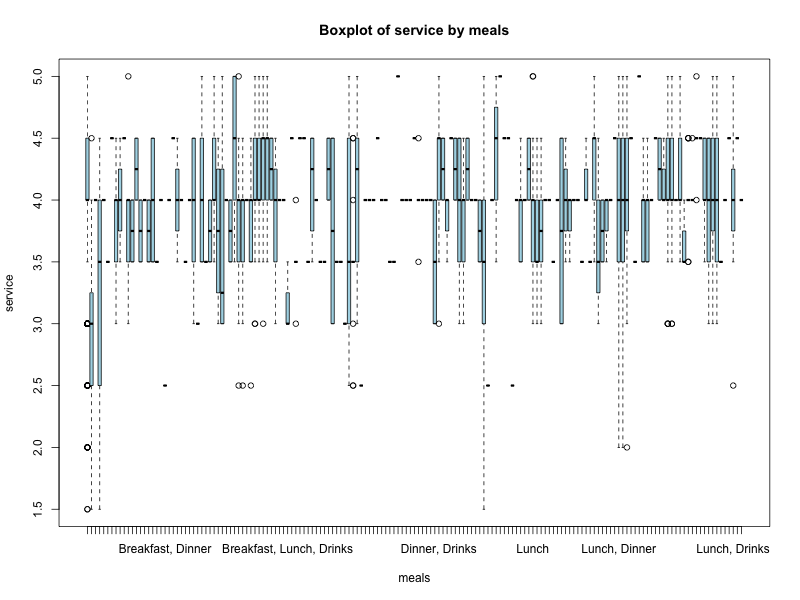 Boxplot of service by meals
service
5.0
4.5
4.0
3.5
3.0
2.5
2.0
1.5
Breakfast, Dinner
Breakfast, Lunch, Drinks
Dinner, Drinks
Lunch
Lunch, Dinner
Lunch, Drinks
meals